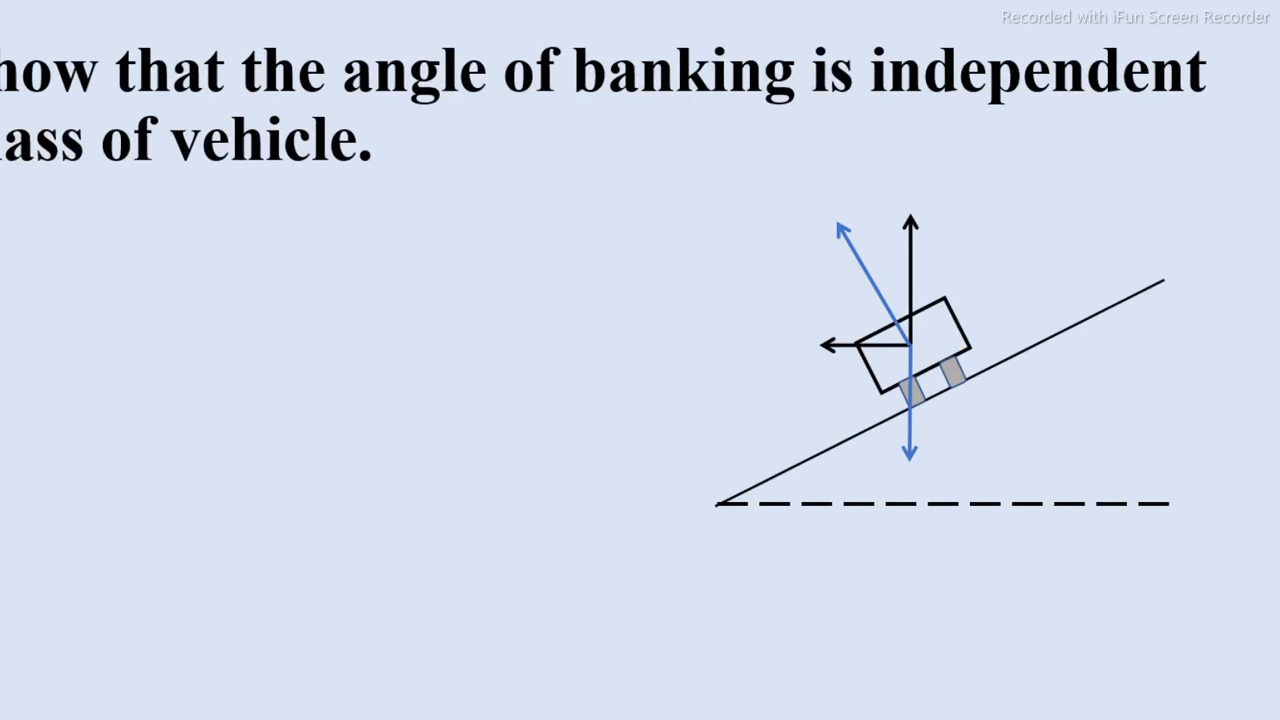 Recorded with iFun Screen Recorder
how that the angle of banking is independent
ass of vehicle.